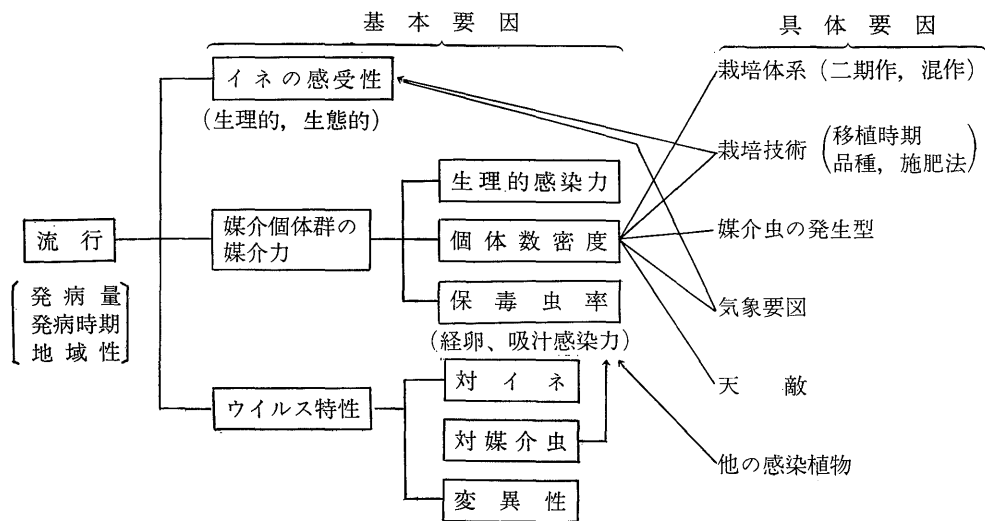 基本要因
具体要因
イネの感受性
(生理的，生態的)
栽培体系（二期作，混作）
栽培技術（移植時期
品種，施肥法）
生理的感染力
媒介個体群の
媒介力
個体数密度
媒介虫の発生型
流行
発病量
発病時期
地域性
保毒虫率
(経卵、吸汁感染力)
気象要図
対イネ
天敵
ウイルス特性
対媒介虫
他の感染植物
変異性